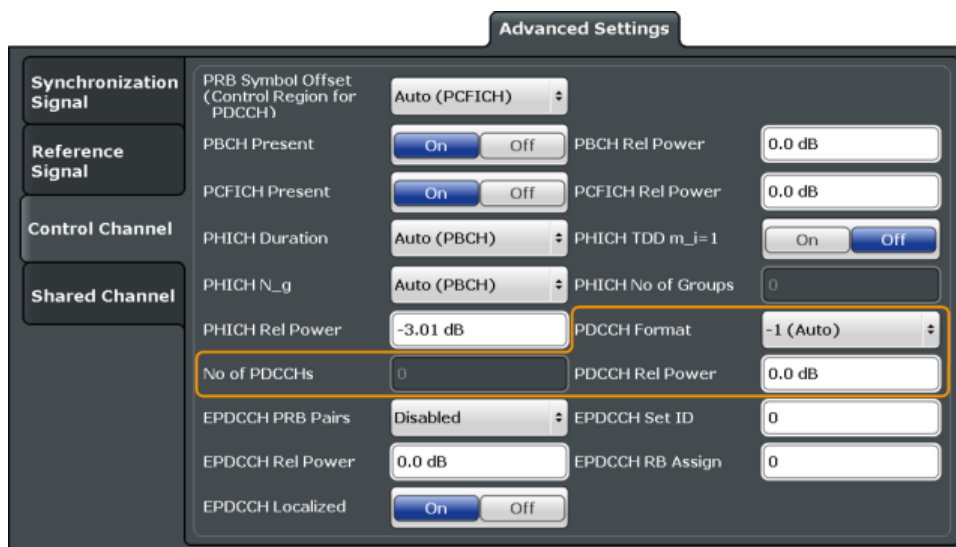 Advanced Settings
Synchronization
Signal
Reference
Signal
Control Channel
Shared Channel
PRB Symbol Offset
(Control Region for
PDCCH)
Auto (PCFICH)
PBCH Present
On Off
PBCH Rel Power
0.0 dB
PCFICH Present
On Off
PCFICH Rel Power
0.0 dB
PHICH Duration
Auto (PBCH)
PHICH TDD m_i=1
On Off
PHICH N_g
Auto (PBCH)
PHICH No of Groups
0
PHICH Rel Power
-3.01 dB
PDCCH Format
-1 (Auto)
No of PDCCHs
0
PDCCH Rel Power
0.0 dB
EPDCCH PRB Pairs
Disabled
EPDCCH Set ID
0
EPDCCH Rel Power
0.0 dB
EPDCCH RB Assign
0
EPDCCH Localized
On Off